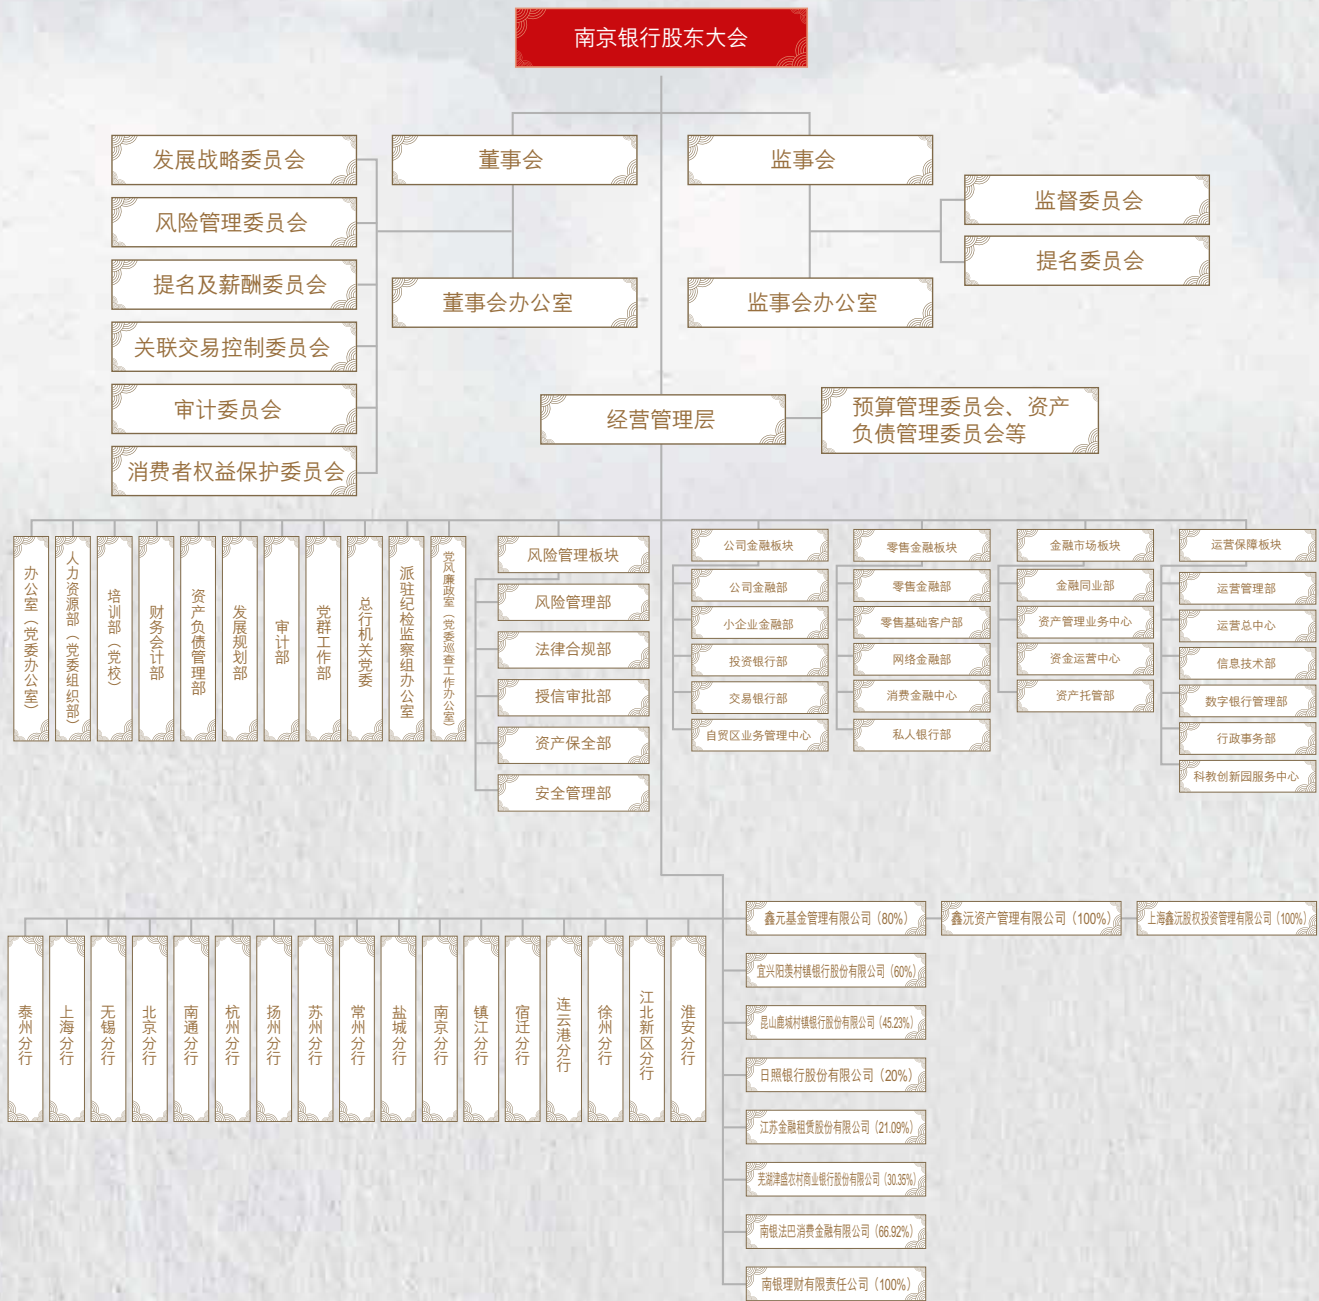 南京银行股东大会
董事会
监事会
发展战略委员会
风险管理委员会
提名及薪酬委员会
关联交易控制委员会
审计委员会
消费者权益保护委员会
董事会办公室
监事会办公室
监督委员会
提名委员会
经营管理层
预算管理委员会、资产
负债管理委员会等
办公室（党委办公室）
人力资源部（党委组织部）
培训部（党校）
财务会计部
资产负债管理部
发展规划部
审计部
党群工作部
总行机关党委
派驻纪检监察组办公室
党风廉政室（党委巡查工作办公室）
风险管理板块
风险管理部
法律合规部
授信审批部
资产保全部
安全管理部
公司金融板块
公司金融部
小企业金融部
投资银行部
交易银行部
自贸区业务管理中心
零售金融板块
零售金融部
零售基础客户部
网络金融部
消费金融中心
私人银行部
金融市场板块
金融同业部
资产管理业务中心
资金运营中心
资产托管部
运营保障板块
运营管理部
运营总中心
信息技术部
数字银行管理部
行政事务部
科教创新园服务中心
泰州分行
上海分行
无锡分行
北京分行
南通分行
杭州分行
扬州分行
苏州分行
常州分行
盐城分行
南京分行
镇江分行
宿迁分行
连云港分行
徐州分行
江北新区分行
淮安分行
鑫元基金管理有限公司（80%）
鑫沅资产管理有限公司（100%）
上海鑫沅股权投资管理有限公司（100%）
宜兴阳羡村镇银行股份有限公司（60%）
昆山鹿城村镇银行股份有限公司（45.23%）
日照银行股份有限公司（20%）
江苏金融租赁股份有限公司（21.09%）
芜湖津盛农村商业银行股份有限公司（30.35%）
南银法巴消费金融有限公司（66.92%）
南银理财有限责任公司（100%）